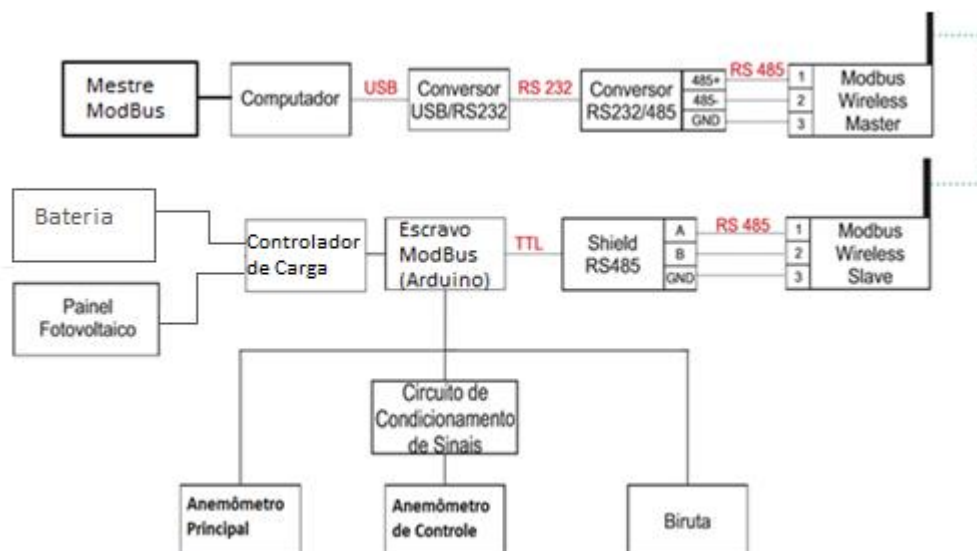 Mestre
ModBus
Computador
USB
Conversor
USB/RS232
RS 232
Conversor
RS232/485
485+
485-
GND
RS 485
1
2
3
Modbus
Wireless
Master
Bateria
Painel
Fotovoltaico
Controlador
de Carga
Escravo
ModBus
(Arduino)
TTL
Shield
RS485
A
B
GND
RS 485
1
2
3
Modbus
Wireless
Slave
Circuito de
Condicionamento
de Sinais
Anemômetro
Principal
Anemômetro
de Controle
Biruta